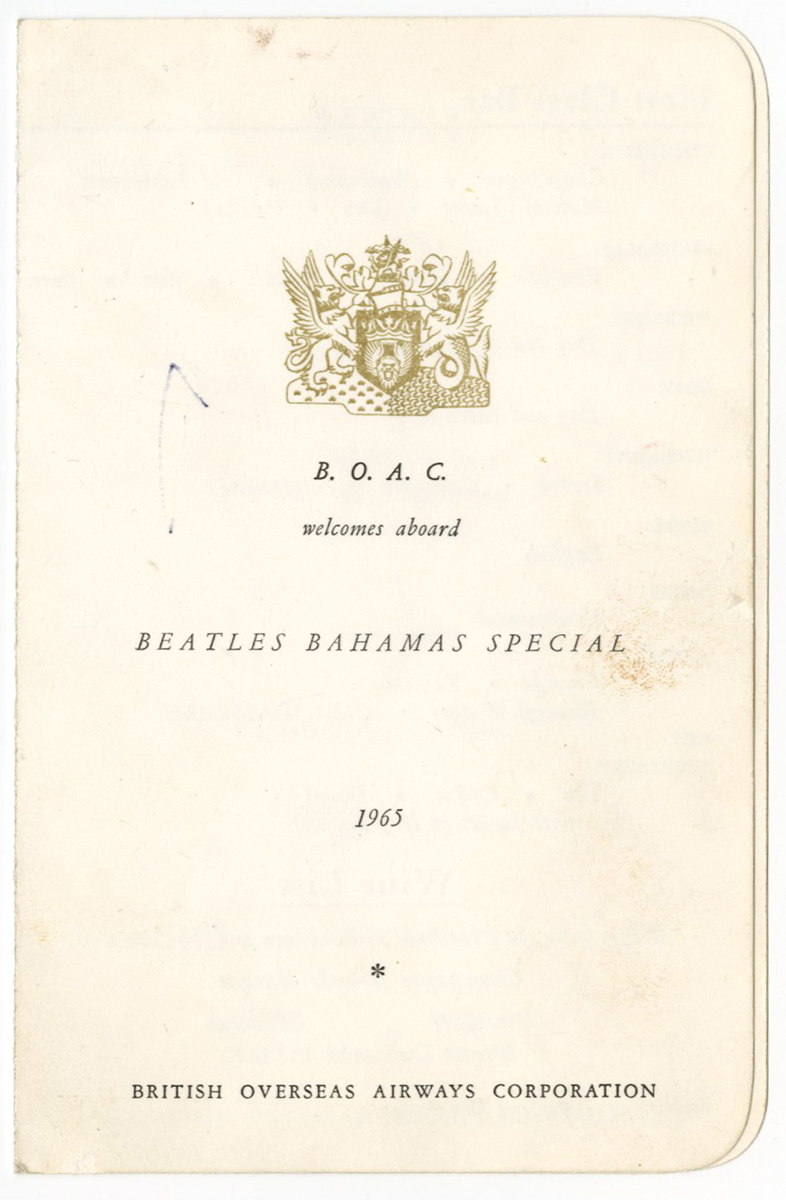 B. O. A. C.
welcomes aboard
BEATLES BAHAMAS SPECIAL
1965
*
BRITISH OVERSEAS AIRWAYS CORPORATION